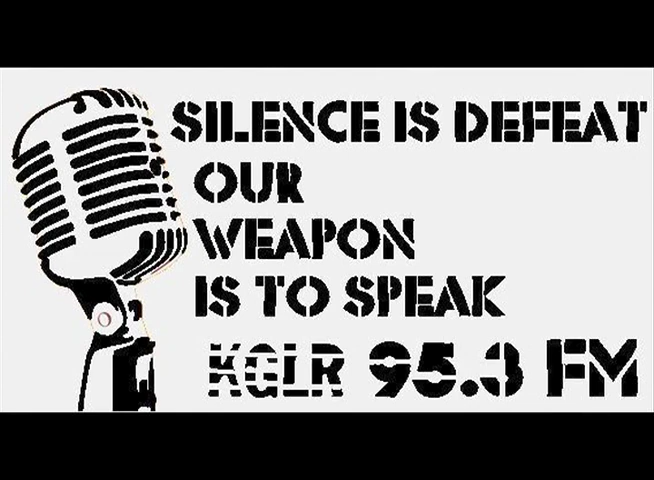 SILENCE IS DEFEAT
OUR
WEAPON
IS TO SPEAK
KGLR 95.3 FM